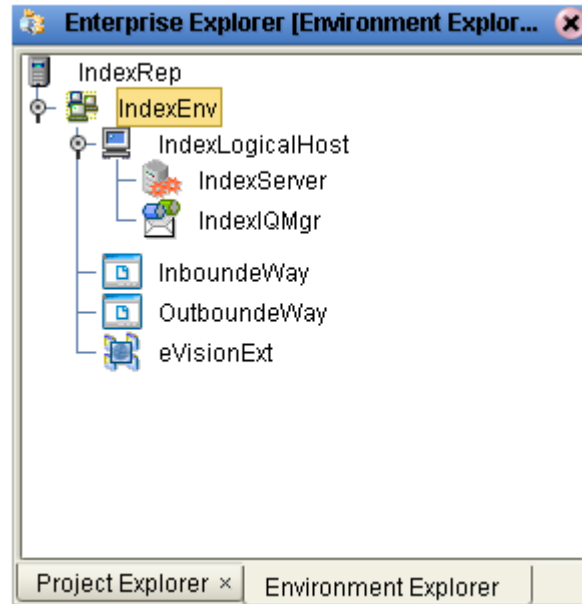 Enterprise Explorer [Environment Explor...
IndexRep
IndexEnv
IndexLogicalHost
IndexServer
IndexIQMgr
InboundeWay
OutboundeWay
eVisionExt
Project Explorer × Environment Explorer